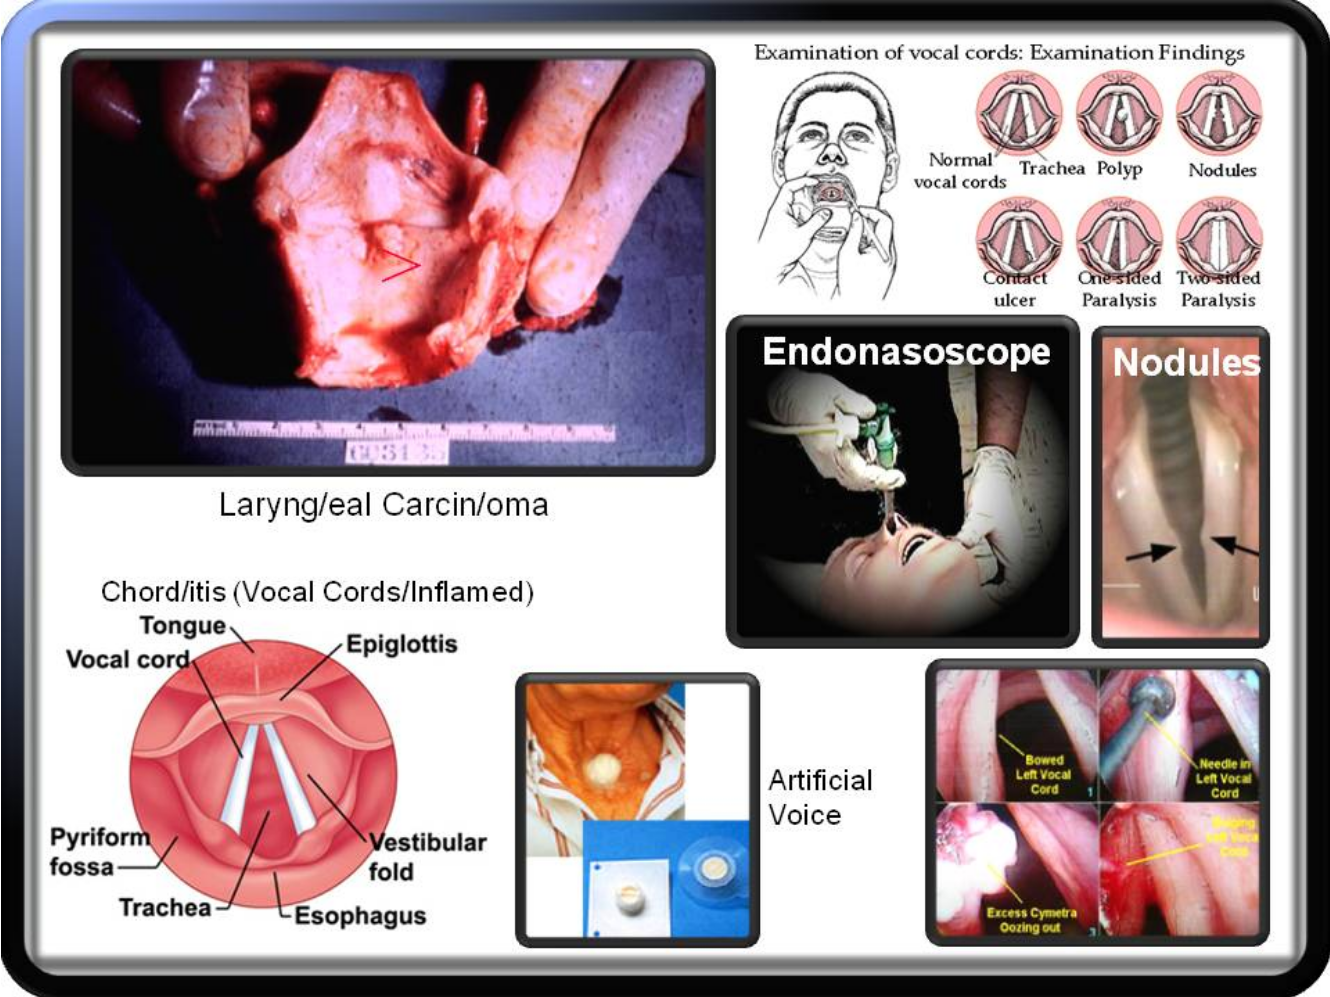 Examination of vocal cords: Examination Findings
Normal
vocal cords
Trachea
Polyp
Nodules
Contact
ulcer
One-sided
Paralysis
Two-sided
Paralysis
Laryng/eal Carcin/oma
Endonasoscope
Nodules
Chord/itis (Vocal Cords/Inflamed)
Tongue
Epiglottis
Vocal cord
Pyriform
fossa
Vestibular
fold
Trachea
Esophagus
Artificial
Voice
Bowed
Left Vocal
Cord
1
Needle in
Left Vocal
Cord
Excess Cymetra
Oozing out
3